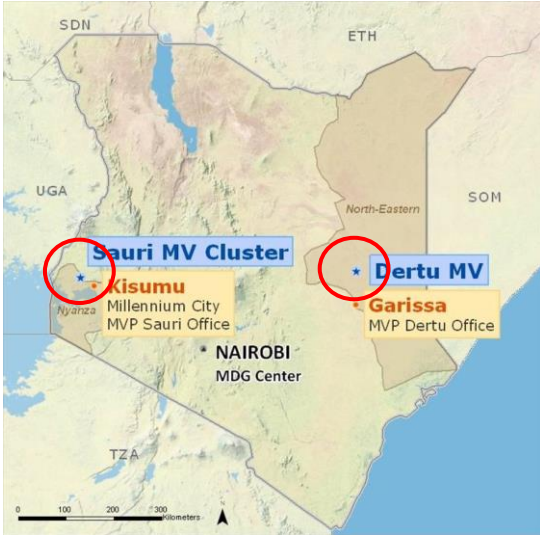 SDN
ETH
UGA
SOM
North-Eastern
Sauri MV Cluster
Dertu MV
Kisumu
Millennium City
MVP Sauri Office
Nyanza
Garissa
MVP Dertu Office
NAIROBI
MDG Center
TZA
0 100 200 300
Kilometers